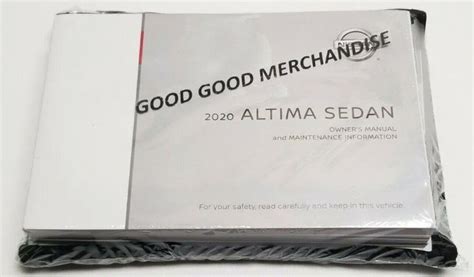 GOOD GOOD MERCHANDISE
2020 ALTIMA SEDAN
OWNER'S MANUAL
and MAINTENANCE INFORMATION
For your safety, read carefully and keep in this vehicle.